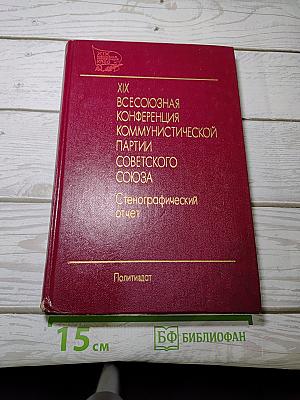 XIX
ВСЕСОЮЗНАЯ
КОНФЕРЕНЦИЯ
КОММУНИСТИЧЕСКОЙ
ПАРТИИ
СОВЕТСКОГО
СОЮЗА
Стенографический
отчет
Политиздат
15 см
БФ БИБЛИОФАН